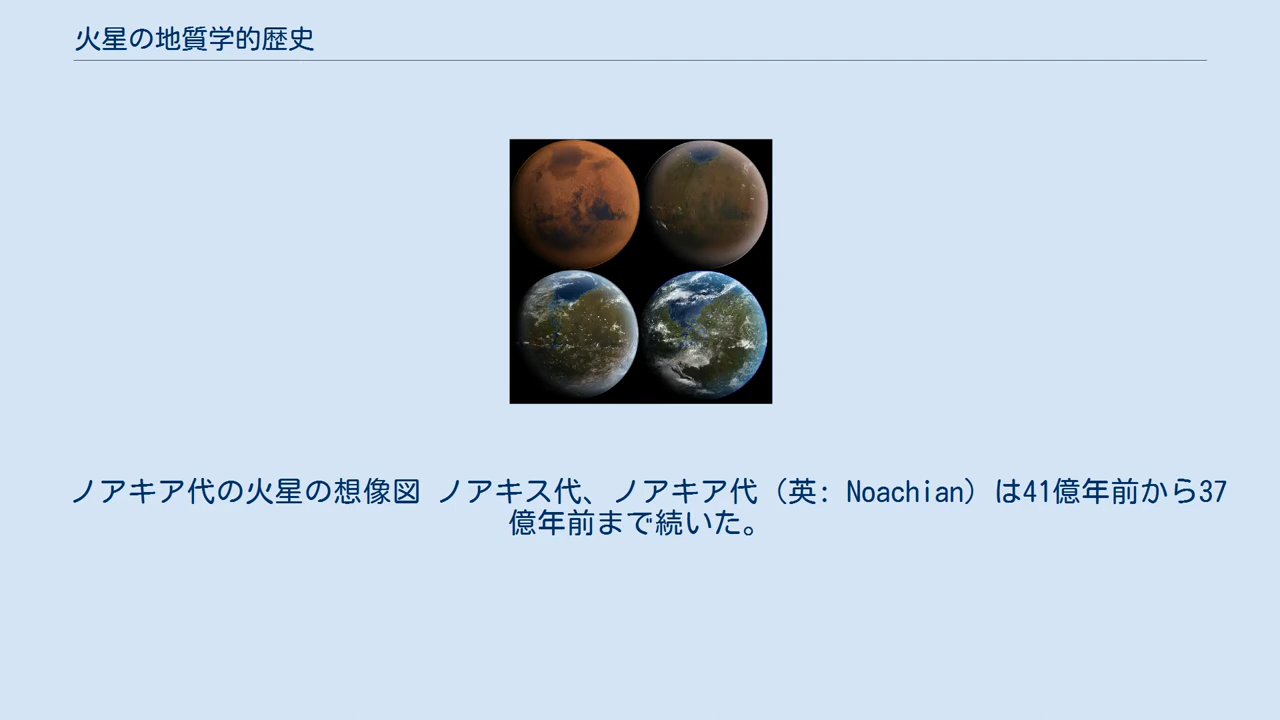 火星の地質学的歴史
ノアキア代の火星の想像図 ノアキス代、ノアキア代（英: Noachian）は41億年前から37
億年前まで続いた。